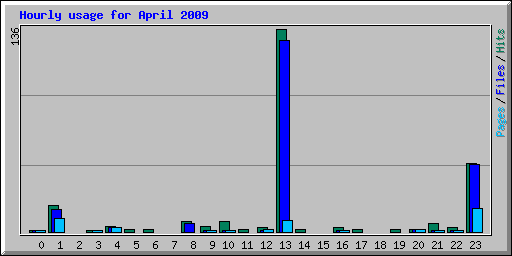 Hourly usage for April 2009
136
Pages/Files/Hits
0 1 2 3 4 5 6 7 8 9 10 11 12 13 14 15 16 17 18 19 20 21 22 23